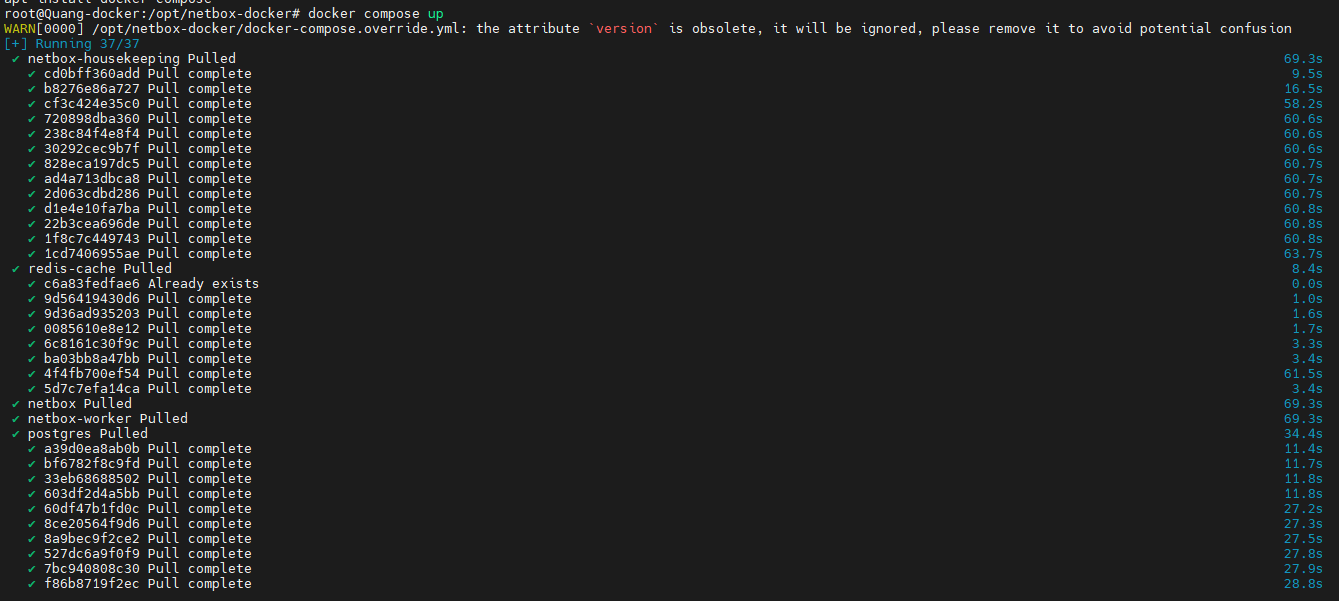 apt install docker compose
root@Quang-docker:/opt/netbox-docker# docker compose up
WARN[0000] /opt/netbox-docker/docker-compose.override.yml: the attribute `version` is obsolete, it will be ignored, please remove it to avoid potential confusion
[+] Running 37/37
✔ netbox-housekeeping Pulled 69.3s
✔ cd0bff360add Pull complete 9.5s
✔ b8276e86a727 Pull complete 16.5s
✔ cf3c424e35c0 Pull complete 58.2s
✔ 720898dba360 Pull complete 60.6s
✔ 238c84f4e8f4 Pull complete 60.6s
✔ 30292cec9b7f Pull complete 60.6s
✔ 828eca197dc5 Pull complete 60.7s
✔ ad4a713dbca8 Pull complete 60.7s
✔ 2d063cdbd286 Pull complete 60.7s
✔ d1e4e10fa7ba Pull complete 60.8s
✔ 22b3cea696de Pull complete 60.8s
✔ 1f8c7c449743 Pull complete 60.8s
✔ 1cd7406955ae Pull complete 63.7s
✔ redis-cache Pulled 8.4s
✔ c6a83fedfae6 Already exists 0.0s
✔ 9d56419430d6 Pull complete 1.0s
✔ 9d36ad935203 Pull complete 1.6s
✔ 0085610e8e12 Pull complete 1.7s
✔ 6c8161c30f9c Pull complete 3.3s
✔ ba03bb8a47bb Pull complete 3.4s
✔ 4f4fb700ef54 Pull complete 61.5s
✔ 5d7c7efa14ca Pull complete 3.4s
✔ netbox Pulled 69.3s
✔ netbox-worker Pulled 69.3s
✔ postgres Pulled 34.4s
✔ a39d0ea8ab0b Pull complete 11.4s
✔ bf6782f8c9fd Pull complete 11.7s
✔ 33eb68688502 Pull complete 11.8s
✔ 603df2d4a5bb Pull complete 11.8s
✔ 60df47b1fd0c Pull complete 27.2s
✔ 8ce20564f9d6 Pull complete 27.3s
✔ 8a9bec9f2ce2 Pull complete 27.5s
✔ 527dc6a9f0f9 Pull complete 27.8s
✔ 7bc940808c30 Pull complete 27.9s
✔ f86b8719f2ec Pull complete 28.8s